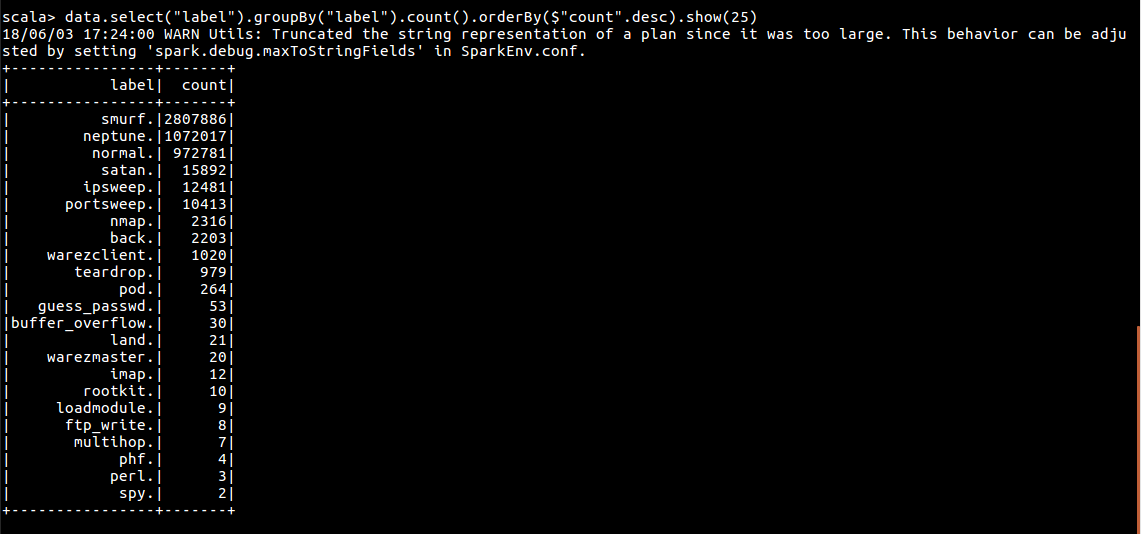 scala> data.select("label").groupBy("label").count().orderBy($"count".desc).show(25)
18/06/03 17:24:00 WARN Utils: Truncated the string representation of a plan since it was too large. This behavior can be adju
sted by setting 'spark.debug.maxToStringFields' in SparkEnv.conf.
+----------------+-------+
|           label|  count|
+----------------+-------+
|          smurf.|2807886|
|        neptune.|1072017|
|         normal.| 972781|
|          satan.|  15892|
|        ipsweep.|  12481|
|      portsweep.|  10413|
|           nmap.|   2316|
|           back.|   2203|
|    warezclient.|   1020|
|       teardrop.|    979|
|            pod.|    264|
|   guess_passwd.|     53|
|buffer_overflow.|     30|
|           land.|     21|
|    warezmaster.|     20|
|           imap.|     12|
|        rootkit.|     10|
|     loadmodule.|      9|
|      ftp_write.|      8|
|       multihop.|      7|
|            phf.|      4|
|           perl.|      3|
|            spy.|      2|
+----------------+-------+